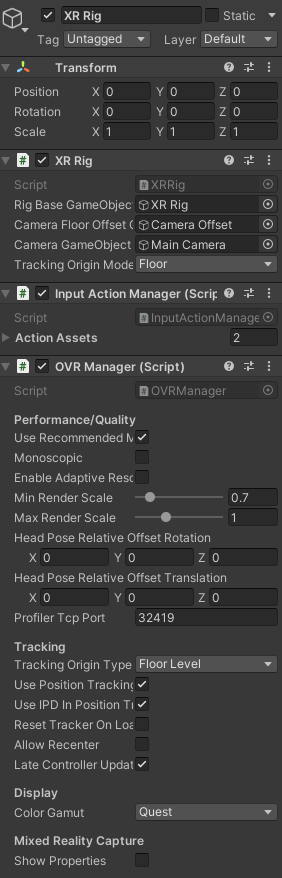 XR Rig Static
Tag Untagged Layer Default
Transform
Position X 0 Y 0 Z 0
Rotation X 0 Y 0 Z 0
Scale X 1 Y 1 Z 1
XR Rig
Script XRRig
Rig Base GameObjec XR Rig
Camera Floor Offset G Camera Offset
Camera GameObject Main Camera
Tracking Origin Mode Floor
Input Action Manager (Scrip
Script InputActionManage
Action Assets 2
OVR Manager (Script)
Script OVRManager
Performance/Quality
Use Recommended M
Monoscopic
Enable Adaptive Reso
Min Render Scale 0.7
Max Render Scale 1
Head Pose Relative Offset Rotation
X 0 Y 0 Z 0
Head Pose Relative Offset Translation
X 0 Y 0 Z 0
Profiler Tcp Port 32419
Tracking
Tracking Origin Type Floor Level
Use Position Tracking
Use IPD In Position Tr
Reset Tracker On Loa
Allow Recenter
Late Controller Updat
Display
Color Gamut Quest
Mixed Reality Capture
Show Properties